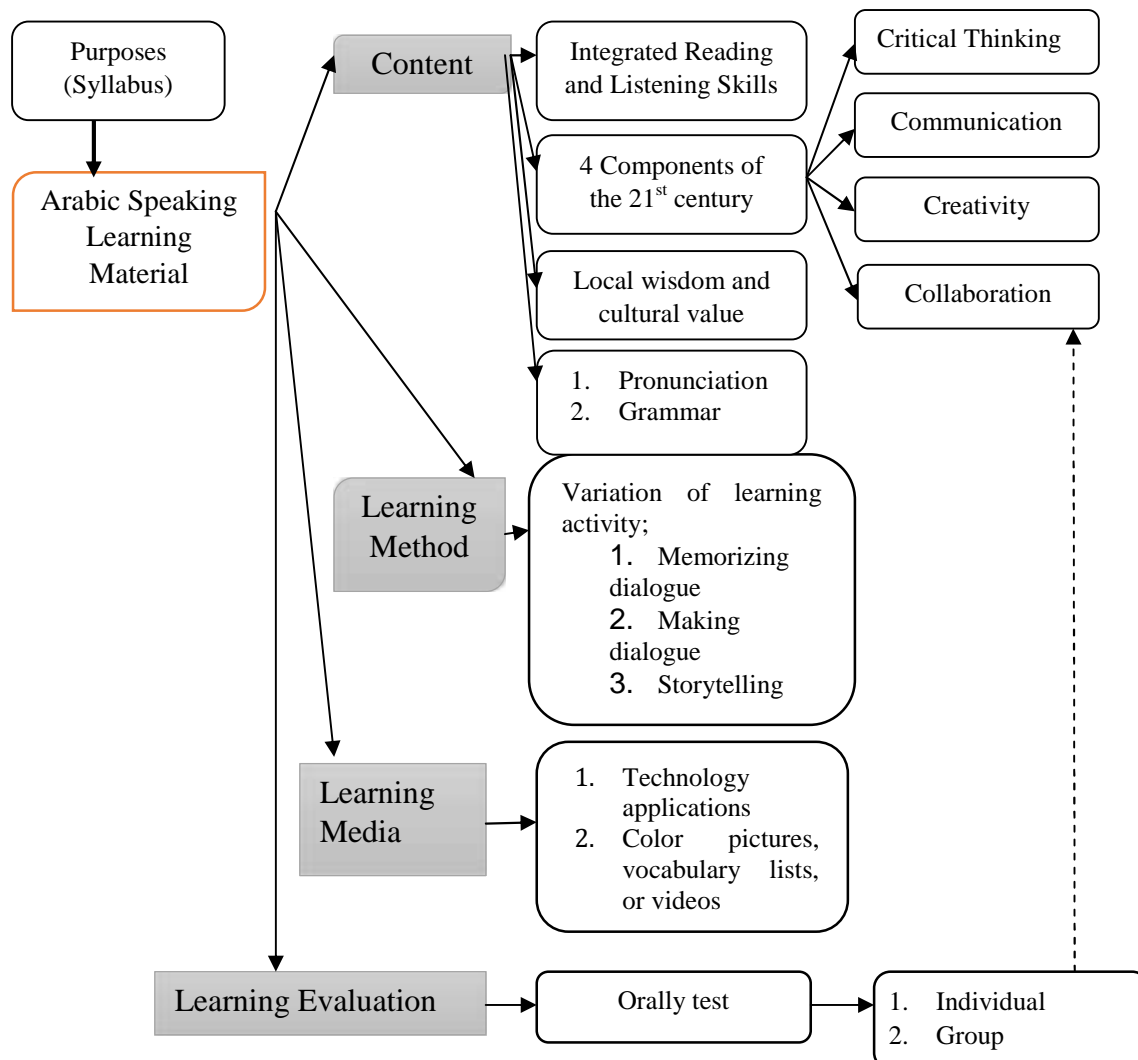 Purposes
(Syllabus)
Arabic Speaking
Learning
Material
Content
Integrated Reading
and Listening Skills
4 Components of
the 21st century
Local wisdom and
cultural value
1. Pronunciation
2. Grammar
Critical Thinking
Communication
Creativity
Collaboration
Learning
Method
Variation of learning
activity;
1. Memorizing
dialogue
2. Making
dialogue
3. Storytelling
Learning
Media
1. Technology
applications
2. Color pictures,
vocabulary lists,
or videos
Learning Evaluation
Orally test
1. Individual
2. Group